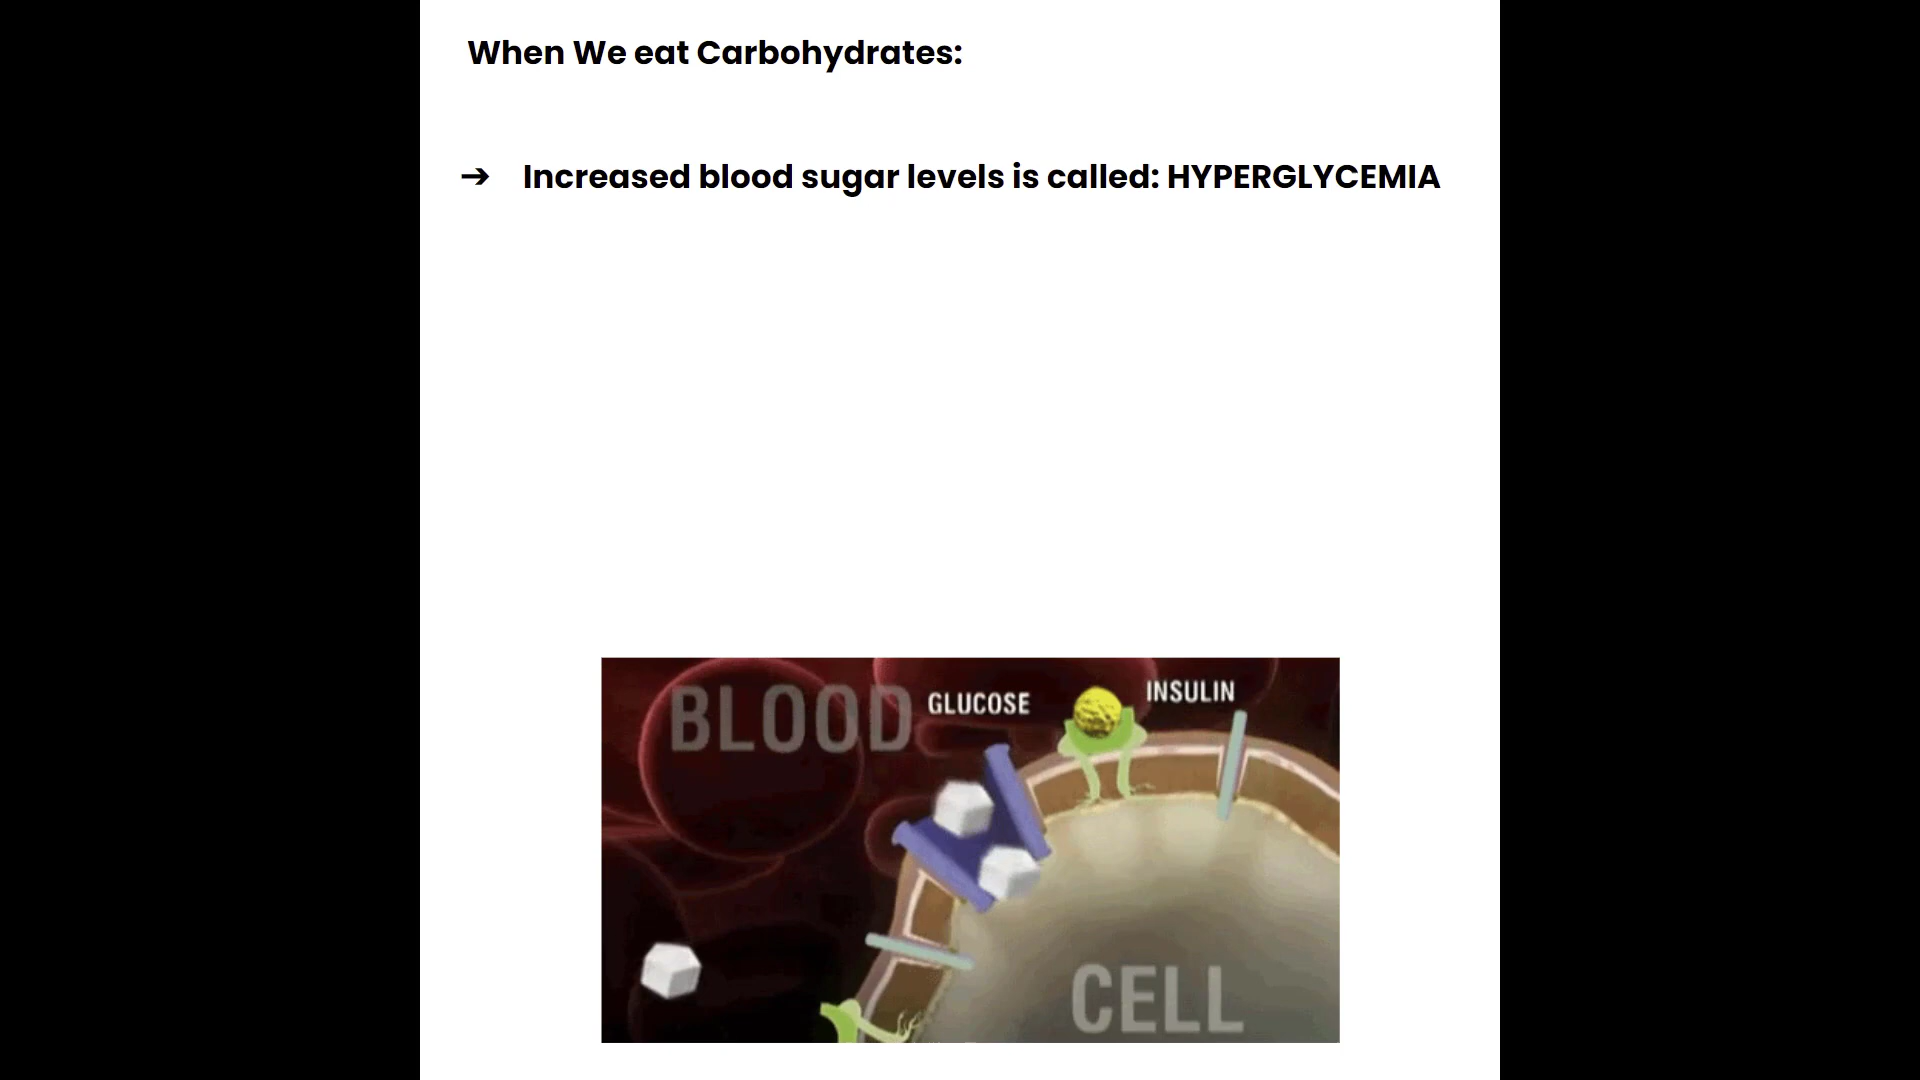 When We eat Carbohydrates:
➔ Increased blood sugar levels is called: HYPERGLYCEMIA
BLOOD
GLUCOSE
INSULIN
CELL